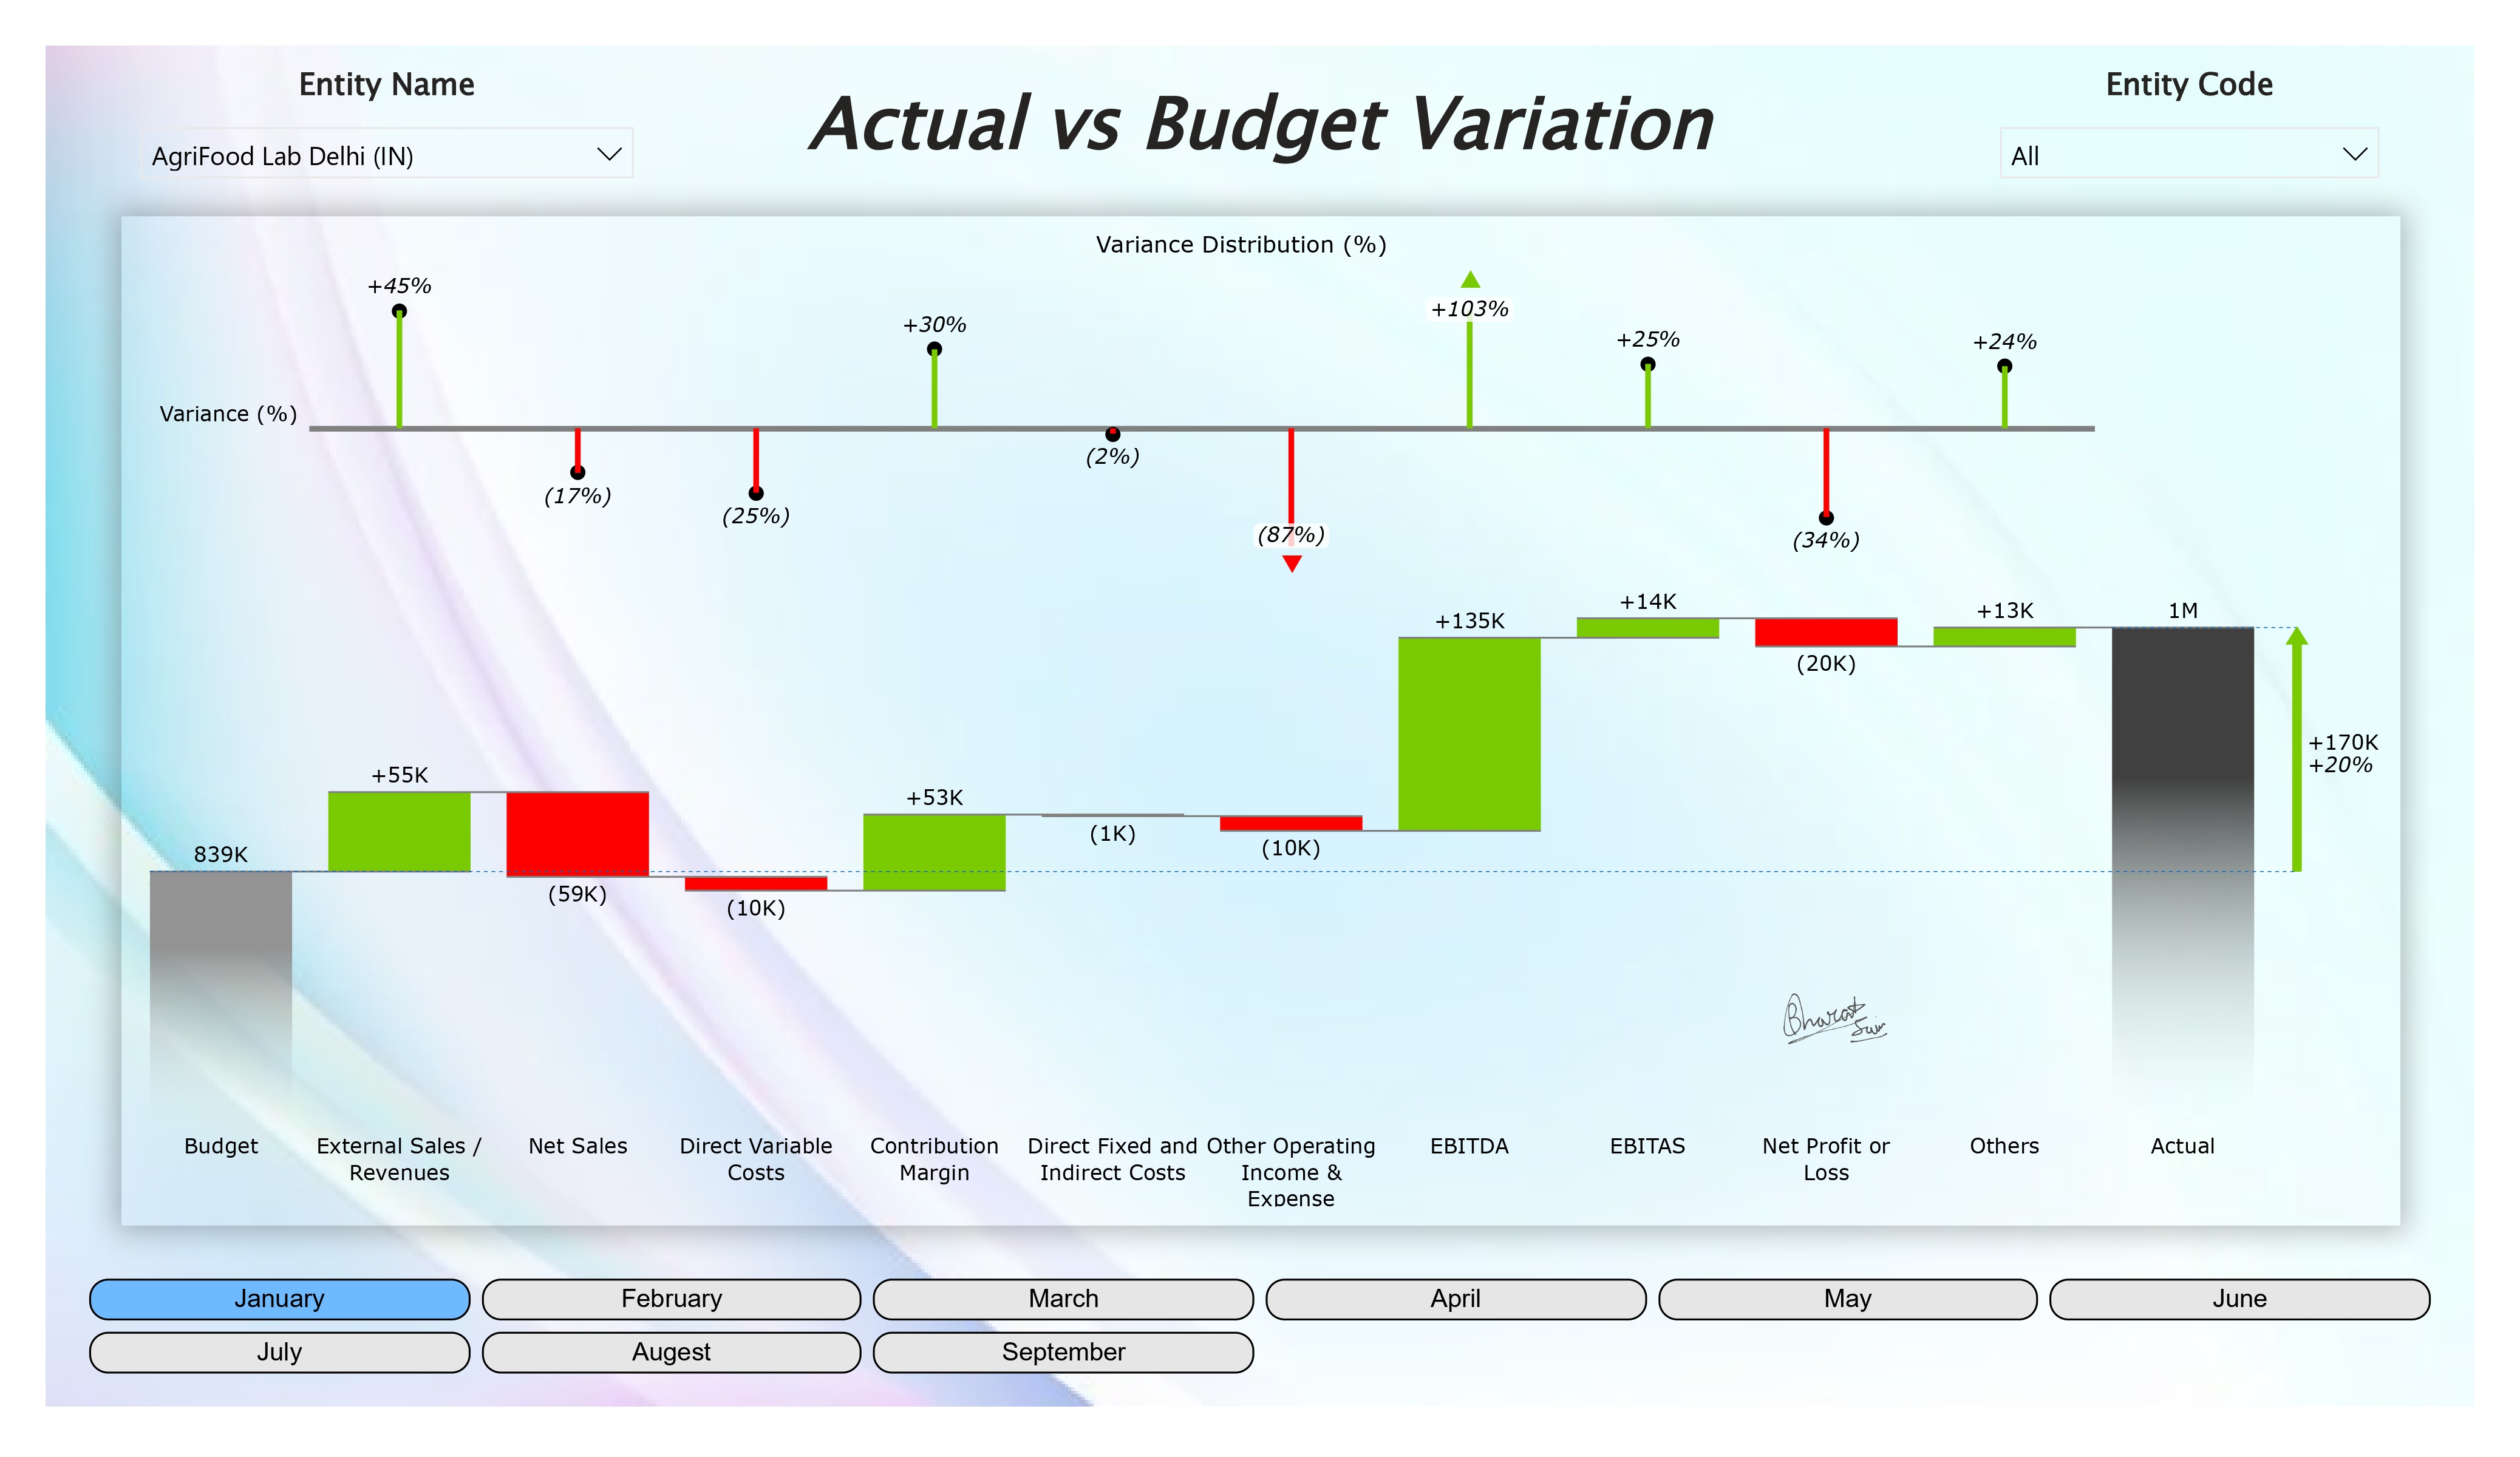 Entity Name
Actual vs Budget Variation
Entity Code
AgriFood Lab Delhi (IN)
All
Variance Distribution (%)
+45%
+30%
+103%
+25%
+24%
Variance (%)
(17%)
(25%)
(2%)
(87%)
(34%)
839K
+55K
(59K)
(10K)
+53K
(1K)
(10K)
+135K
+14K
(20K)
+13K
1M
+170K
+20%
Bharat
Budget
External Sales /
Revenues
Net Sales
Direct Variable
Costs
Contribution
Margin
Direct Fixed and
Indirect Costs
Other Operating
Income &
Expense
EBITDA
EBITAS
Net Profit or
Loss
Others
Actual
January
February
March
April
May
June
July
Augest
September